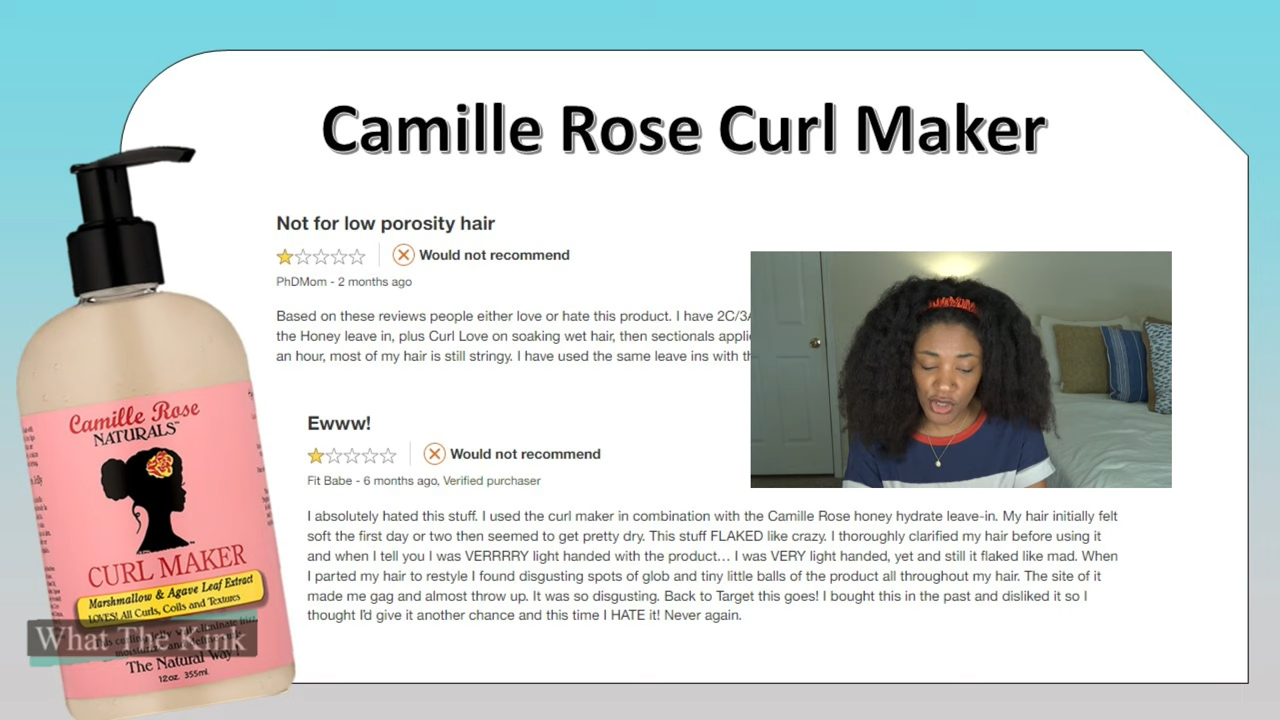 Camille Rose Curl Maker
Not for low porosity hair
Would not recommend
PhDMom - 2 months ago
Based on these reviews people either love or hate this product. I have 2C/3A
the Honey leave in, plus Curl Love on soaking wet hair, then sectionals applie
an hour, most of my hair is still stringy. I have used the same leave ins with th
Ewww!
Would not recommend
Fit Babe - 6 months ago, Verified purchaser
I absolutely hated this stuff. I used the curl maker in combination with the Camille Rose honey hydrate leave-in. My hair initially felt
soft the first day or two then seemed to get pretty dry. This stuff FLAKED like crazy. I thoroughly clarified my hair before using it
and when I tell you I was VERRRRY light handed with the product... I was VERY light handed, yet and still it flaked like mad. When
I parted my hair to restyle I found disgusting spots of glob and tiny little balls of the product all throughout my hair. The site of it
made me gag and almost throw up. It was so disgusting. Back to Target this goes! I bought this in the past and disliked it so I
thought I'd give it another chance and this time I HATE it! Never again.
Camille Rose
NATURALS™
CURL MAKER
Marshmallow & Agave Leaf Extract
LOVES! All Curls, Coils and Textures
What The Kink
The Natural Way!
12oz. 355ml